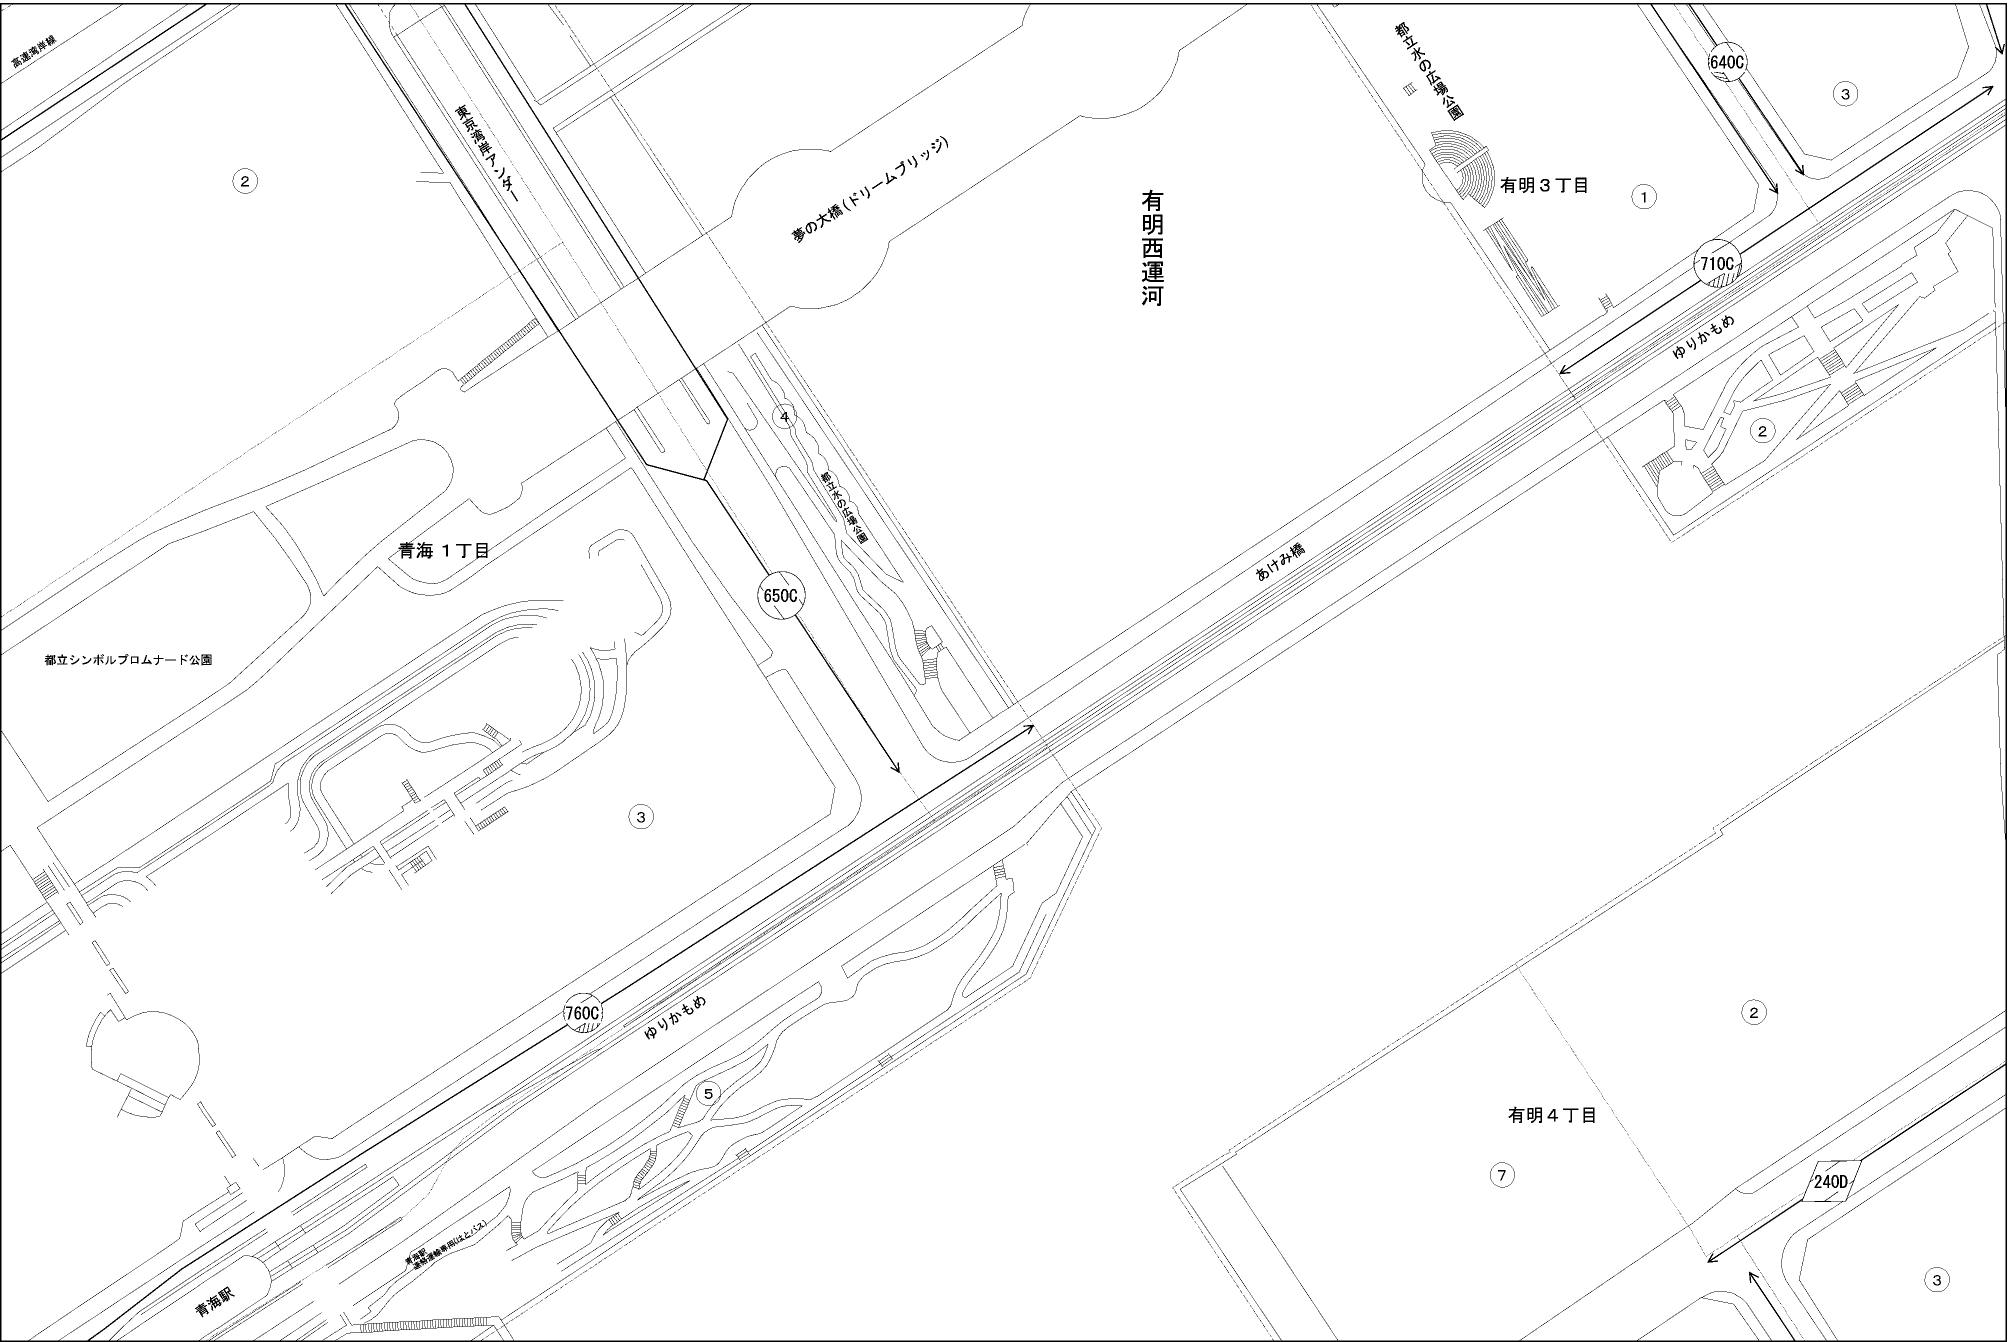 高速湾岸線
東京湾岸アンダー
②
夢の大橋(ドリームブリッジ)
有明西運河
都立水の広場公園
有明3丁目
①
640C
③
710C
ゆりかもめ
②
④
都立水の広場公園
青海1丁目
650C
あけみ橋
都立シンボルプロムナード公園
③
760C
ゆりかもめ
⑤
②
有明4丁目
⑦
240D
③
青海駅
青海駅